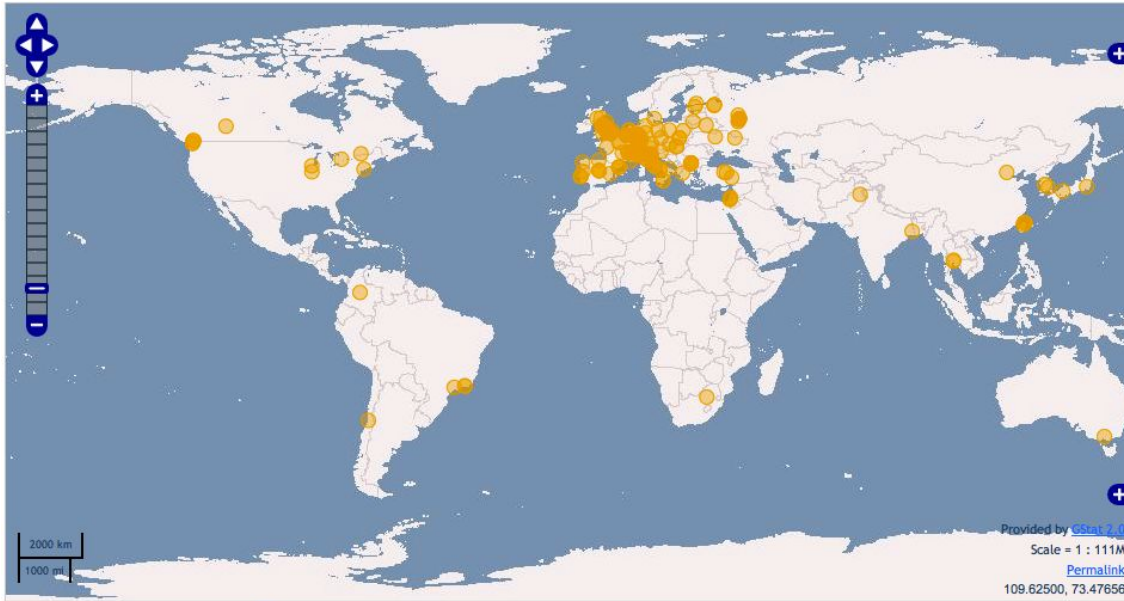 2000 km
1000 mi
Provided by GStat 2.0
Scale = 1 : 111M
Permalink
109.62500, 73.47656